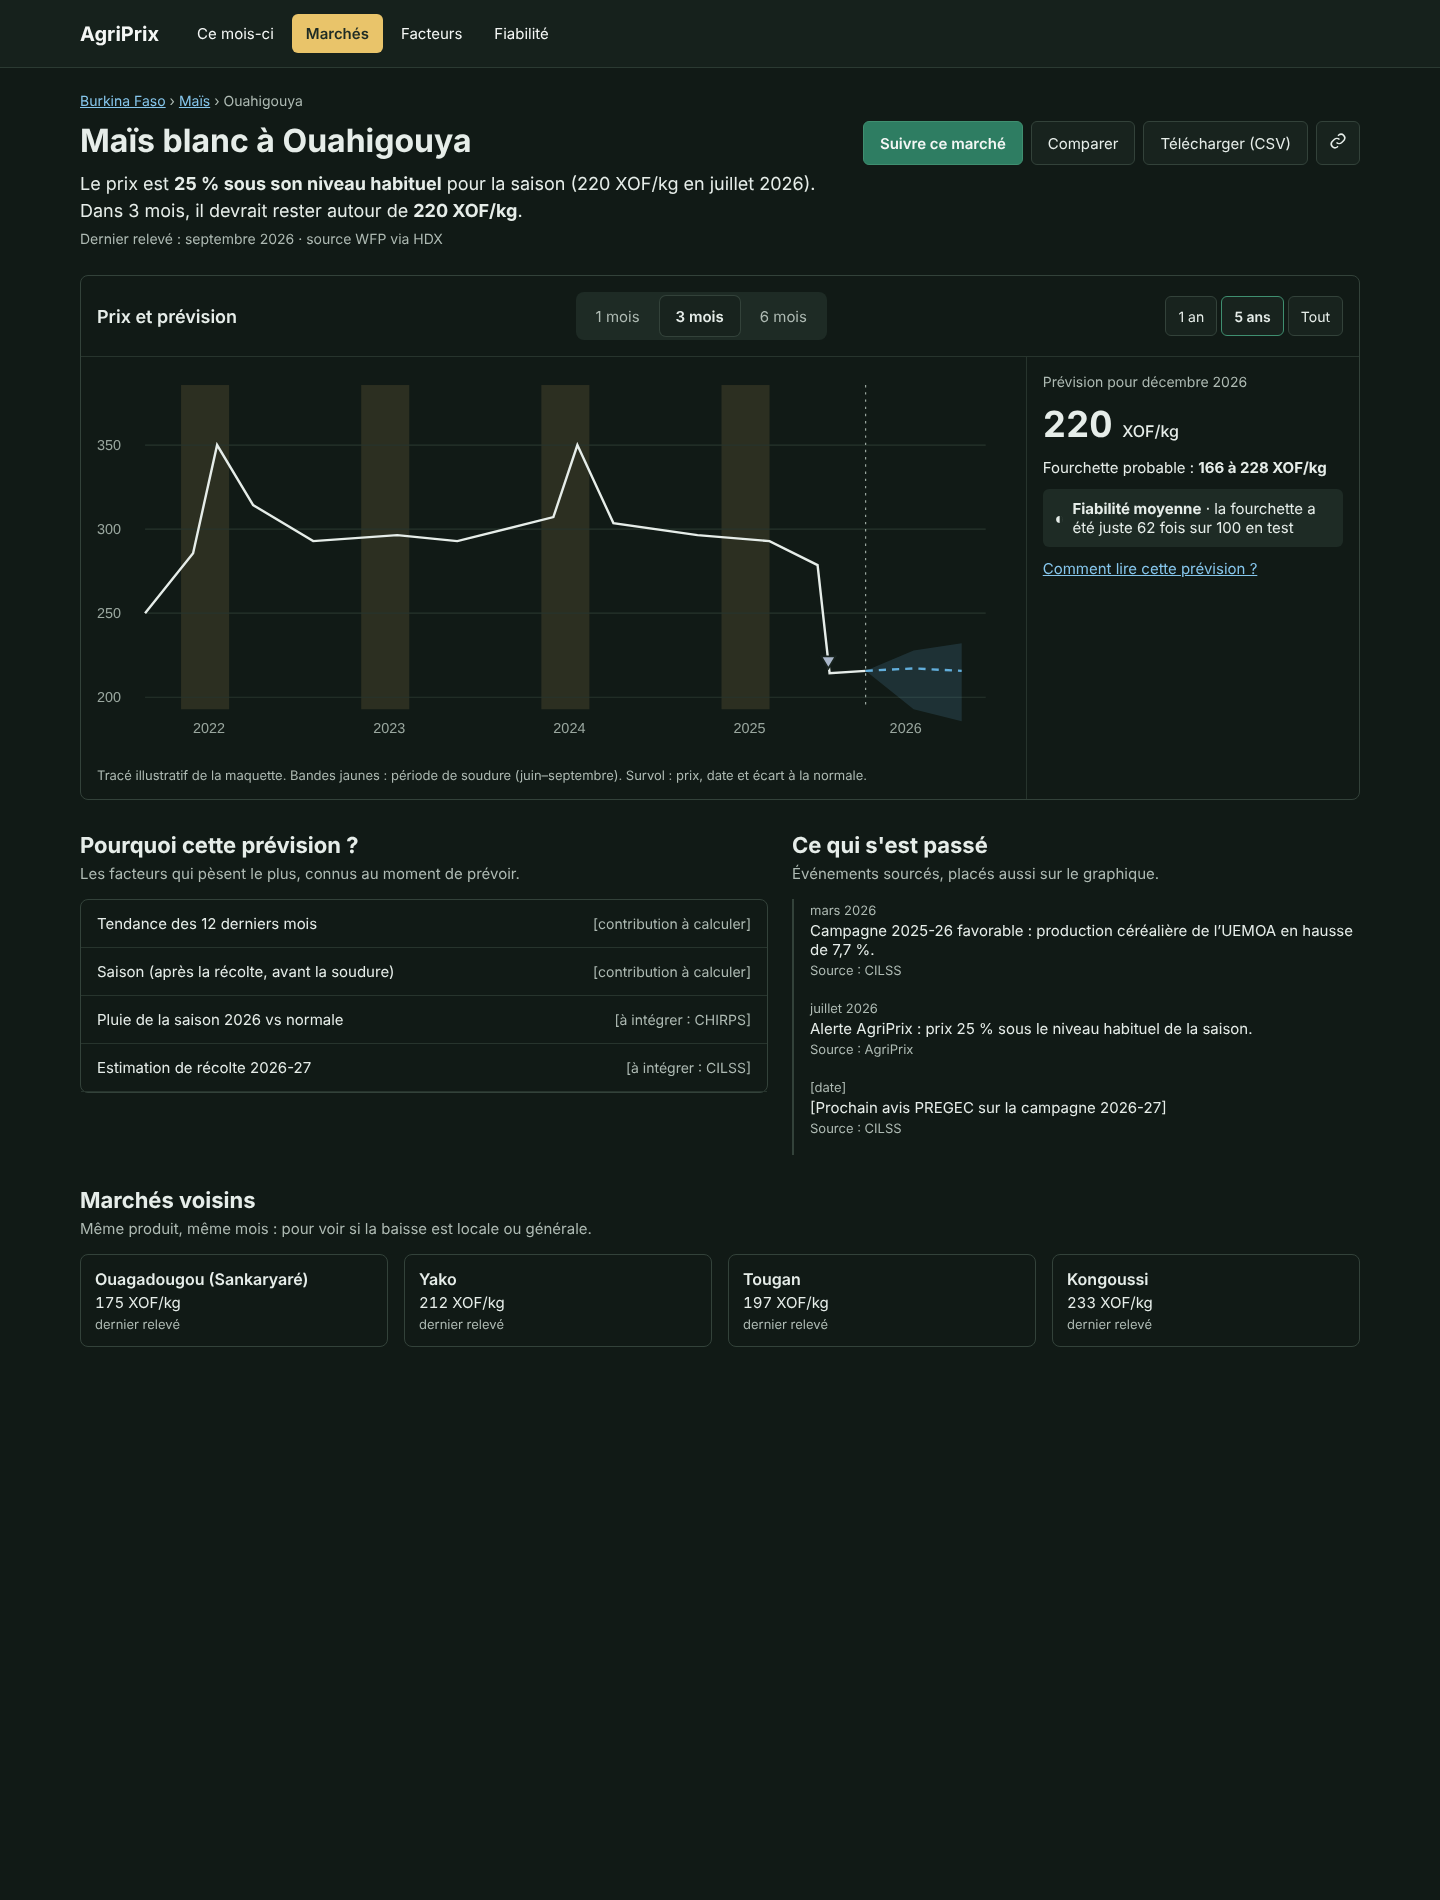 AgriPrix
Ce mois-ci
Marchés
Facteurs
Fiabilité
Burkina Faso › Maïs › Ouahigouya
Maïs blanc à Ouahigouya
Suivre ce marché
Comparer
Télécharger (CSV)
Le prix est 25 % sous son niveau habituel pour la saison (220 XOF/kg en juillet 2026).
Dans 3 mois, il devrait rester autour de 220 XOF/kg.
Dernier relevé : septembre 2026 · source WFP via HDX
Prix et prévision
1 mois
3 mois
6 mois
1 an
5 ans
Tout
350
300
250
200
2022
2023
2024
2025
2026
Tracé illustratif de la maquette. Bandes jaunes : période de soudure (juin–septembre). Survol : prix, date et écart à la normale.
Prévision pour décembre 2026
220 XOF/kg
Fourchette probable : 166 à 228 XOF/kg
Fiabilité moyenne · la fourchette a
été juste 62 fois sur 100 en test
Comment lire cette prévision ?
Pourquoi cette prévision ?
Les facteurs qui pèsent le plus, connus au moment de prévoir.
Tendance des 12 derniers mois
[contribution à calculer]
Saison (après la récolte, avant la soudure)
[contribution à calculer]
Pluie de la saison 2026 vs normale
[à intégrer : CHIRPS]
Estimation de récolte 2026-27
[à intégrer : CILSS]
Ce qui s'est passé
Événements sourcés, placés aussi sur le graphique.
mars 2026
Campagne 2025-26 favorable : production céréalière de l’UEMOA en hausse
de 7,7 %.
Source : CILSS
juillet 2026
Alerte AgriPrix : prix 25 % sous le niveau habituel de la saison.
Source : AgriPrix
[date]
[Prochain avis PREGEC sur la campagne 2026-27]
Source : CILSS
Marchés voisins
Même produit, même mois : pour voir si la baisse est locale ou générale.
Ouagadougou (Sankaryaré)
175 XOF/kg
dernier relevé
Yako
212 XOF/kg
dernier relevé
Tougan
197 XOF/kg
dernier relevé
Kongoussi
233 XOF/kg
dernier relevé